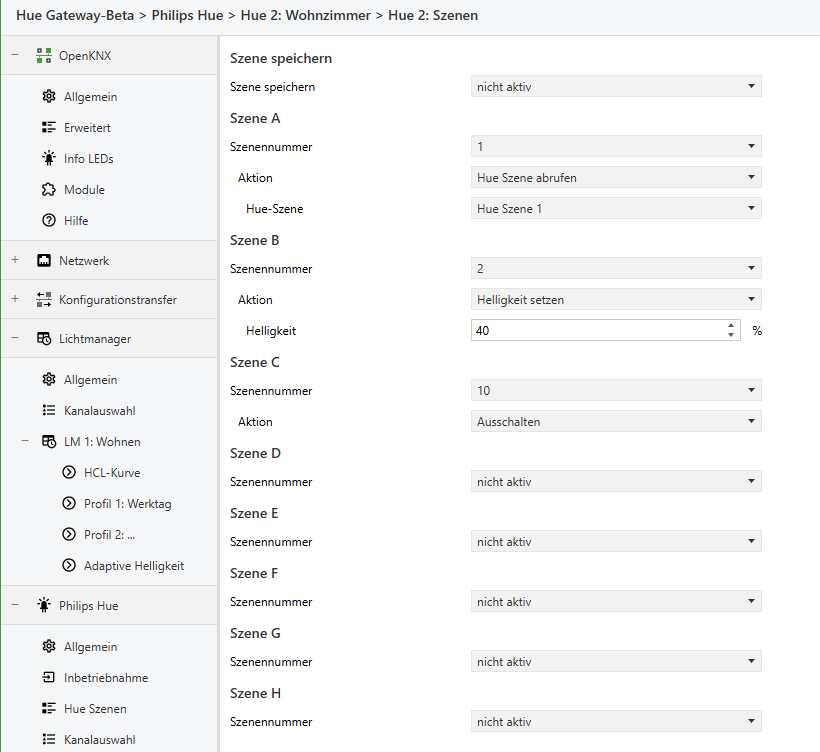 Hue Gateway-Beta > Philips Hue > Hue 2: Wohnzimmer > Hue 2: Szenen
− OpenKNX
Allgemein
Erweitert
Info LEDs
Module
Hilfe
+ Netzwerk
+ Konfigurationstransfer
− Lichtmanager
Allgemein
Kanalauswahl
− LM 1: Wohnen
HCL-Kurve
Profil 1: Werktag
Profil 2: ...
Adaptive Helligkeit
− Philips Hue
Allgemein
Inbetriebnahme
Hue Szenen
Kanalauswahl
Szene speichern
Szene speichern nicht aktiv
Szene A
Szenennummer 1
Aktion Hue Szene abrufen
Hue-Szene Hue Szene 1
Szene B
Szenennummer 2
Aktion Helligkeit setzen
Helligkeit 40 %
Szene C
Szenennummer 10
Aktion Ausschalten
Szene D
Szenennummer nicht aktiv
Szene E
Szenennummer nicht aktiv
Szene F
Szenennummer nicht aktiv
Szene G
Szenennummer nicht aktiv
Szene H
Szenennummer nicht aktiv